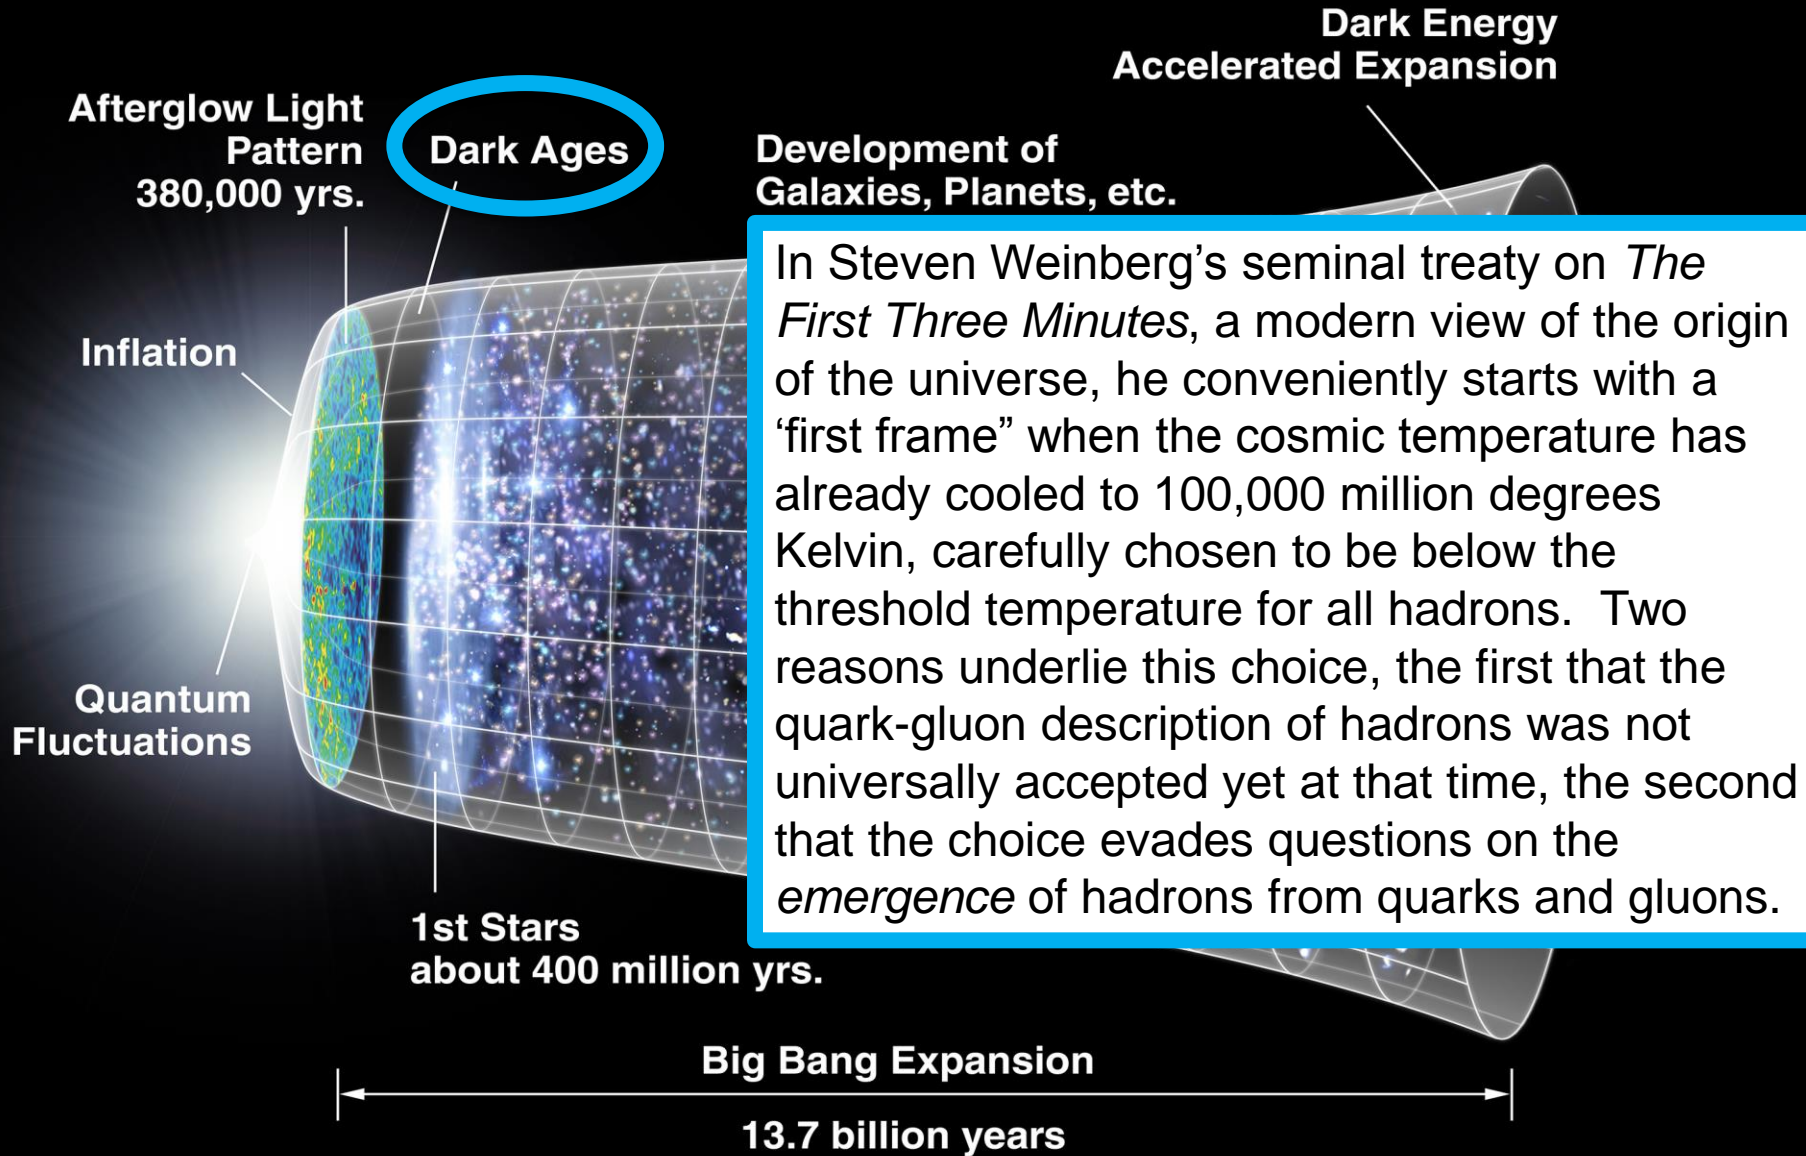 Dark Energy
Accelerated Expansion
Afterglow Light
Pattern
380,000 yrs.
Dark Ages
Development of
Galaxies, Planets, etc.
In Steven Weinberg’s seminal treaty on The
First Three Minutes, a modern view of the origin
of the universe, he conveniently starts with a
‘first frame” when the cosmic temperature has
already cooled to 100,000 million degrees
Kelvin, carefully chosen to be below the
threshold temperature for all hadrons.  Two
reasons underlie this choice, the first that the
quark-gluon description of hadrons was not
universally accepted yet at that time, the second
that the choice evades questions on the
emergence of hadrons from quarks and gluons.
Inflation
Quantum
Fluctuations
1st Stars
about 400 million yrs.
Big Bang Expansion
13.7 billion years